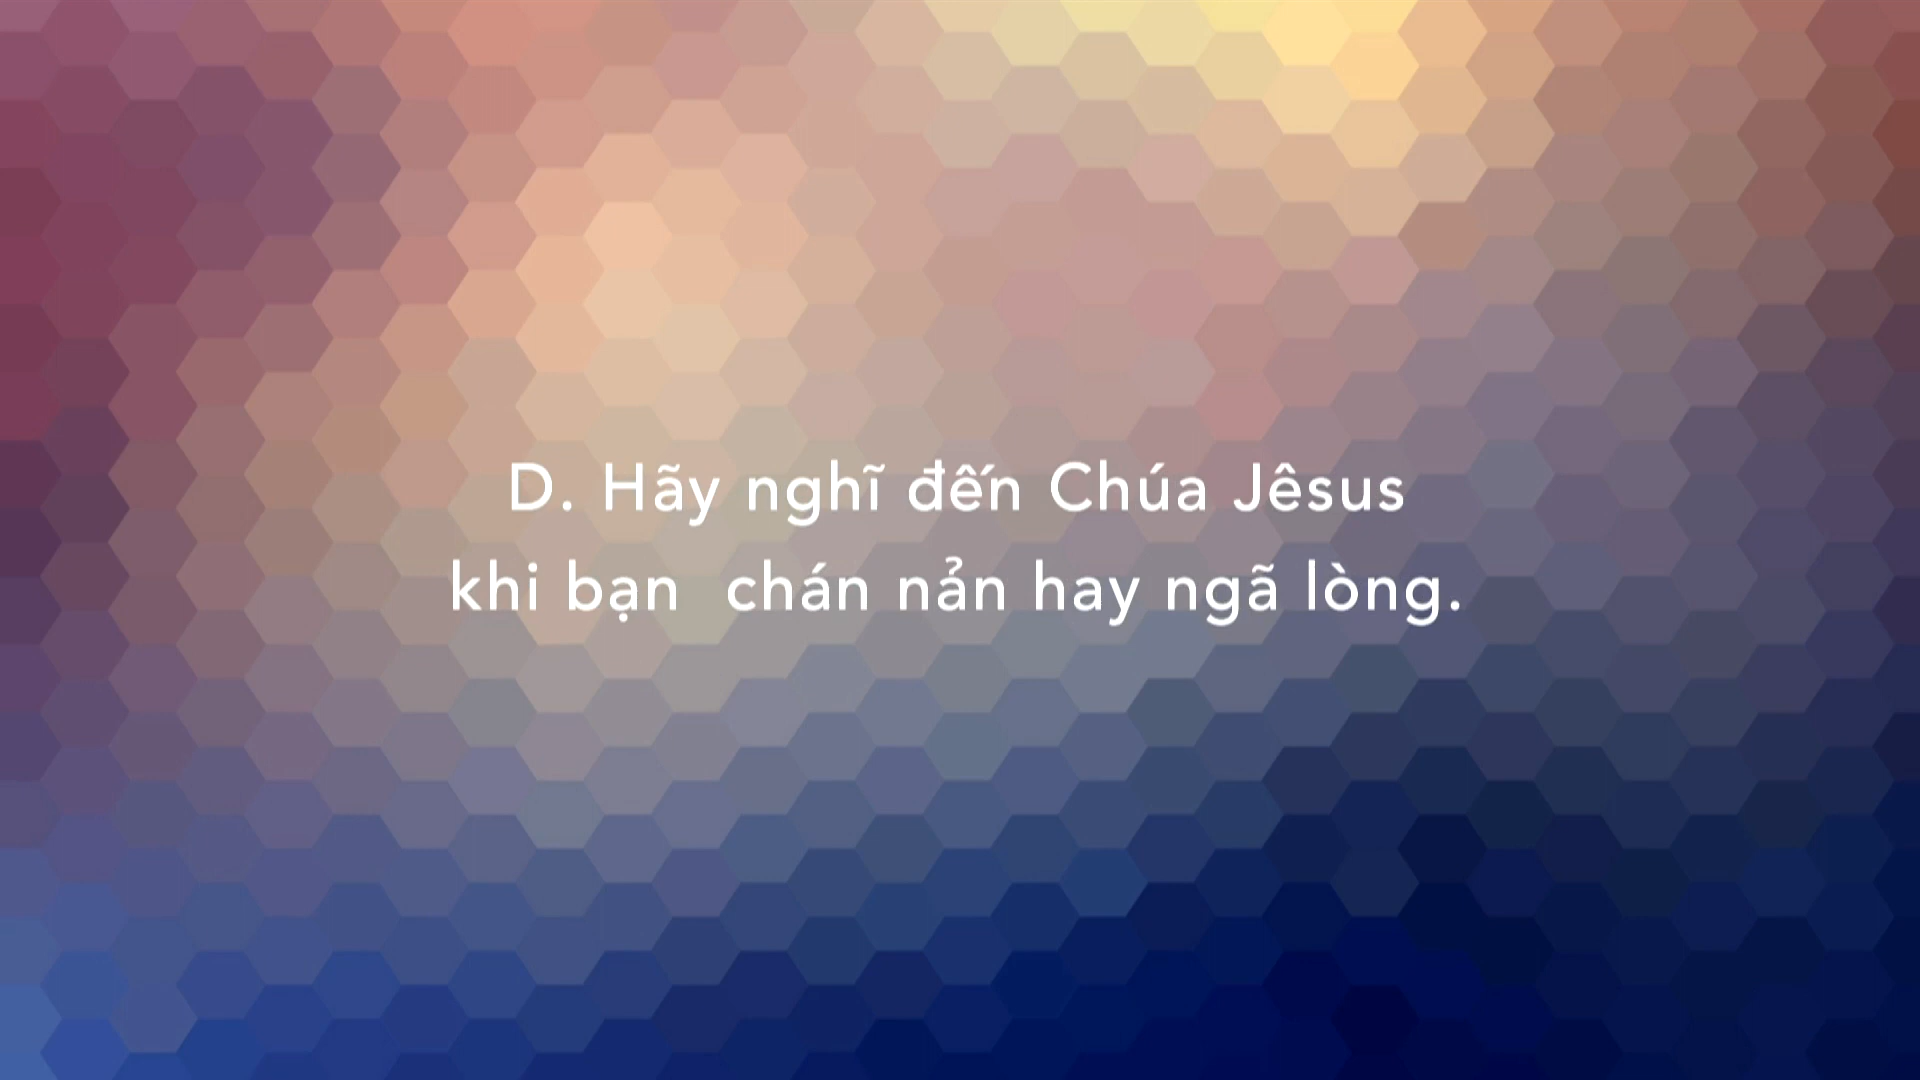 D. Hãy nghĩ đến Chúa Jêsus
khi bạn  chán nản hay ngã lòng.